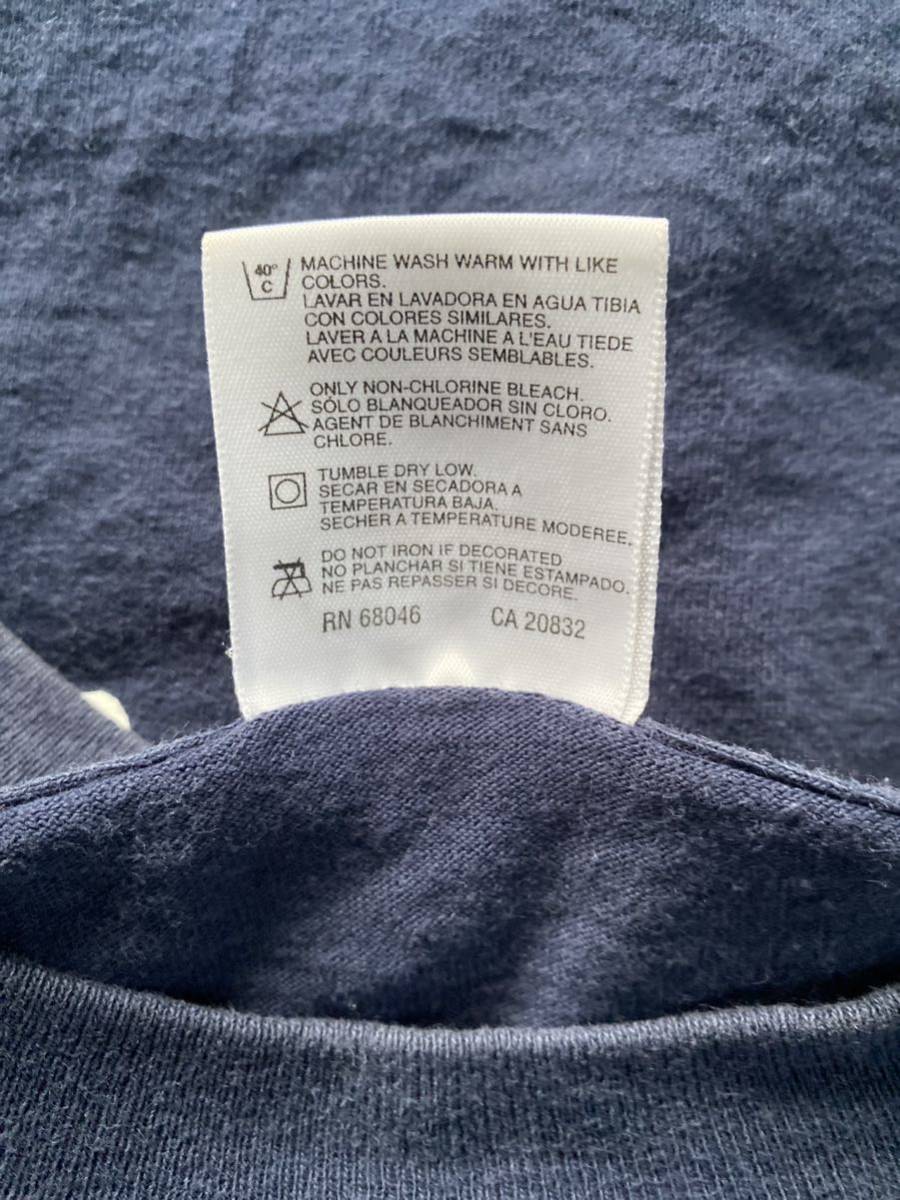 40°
C
MACHINE WASH WARM WITH LIKE
COLORS.
LAVAR EN LAVADORA EN AGUA TIBIA
CON COLORES SIMILARES.
LAVER A LA MACHINE A L'EAU TIEDE
AVEC COULEURS SEMBLABLES.
ONLY NON-CHLORINE BLEACH.
SÓLO BLANQUEADOR SIN CLORO.
AGENT DE BLANCHIMENT SANS
CHLORE.
TUMBLE DRY LOW.
SECAR EN SECADORA A
TEMPERATURA BAJA.
SECHER A TEMPERATURE MODEREE.
DO NOT IRON IF DECORATED
NO PLANCHAR SI TIENE ESTAMPADO.
NE PAS REPASSER SI DECORE.
RN 68046 CA 20832